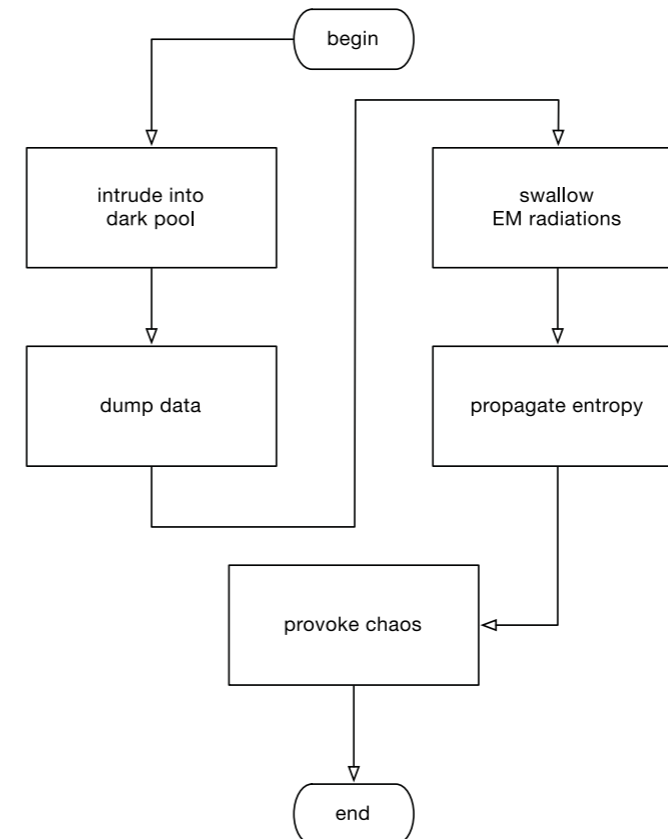 begin
intrude into
dark pool
dump data
swallow
EM radiations
propagate entropy
provoke chaos
end